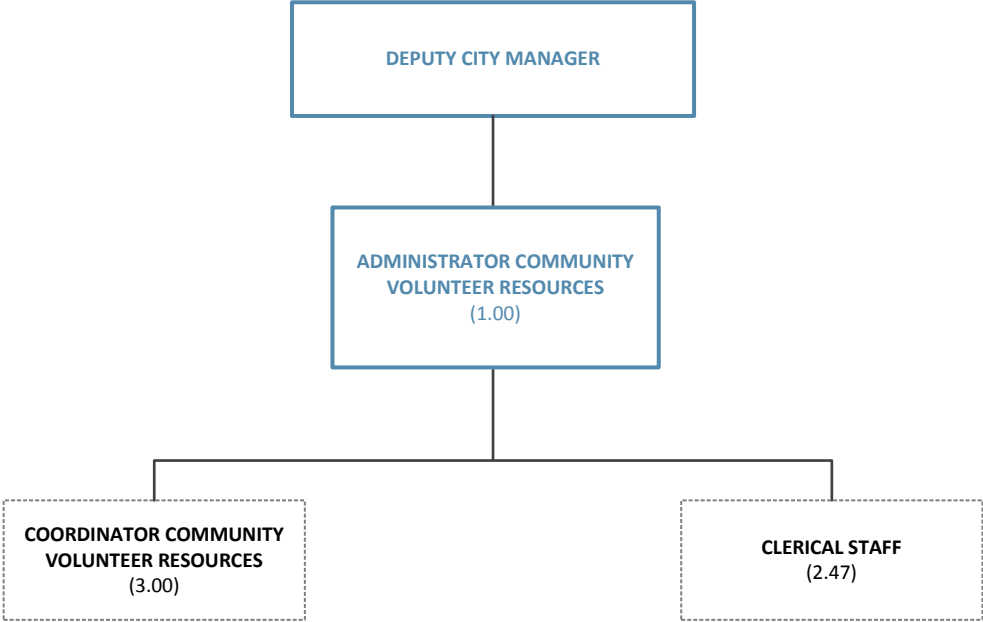 DEPUTY CITY MANAGER
ADMINISTRATOR COMMUNITY
VOLUNTEER RESOURCES
(1.00)
COORDINATOR COMMUNITY
VOLUNTEER RESOURCES
(3.00)
CLERICAL STAFF
(2.47)